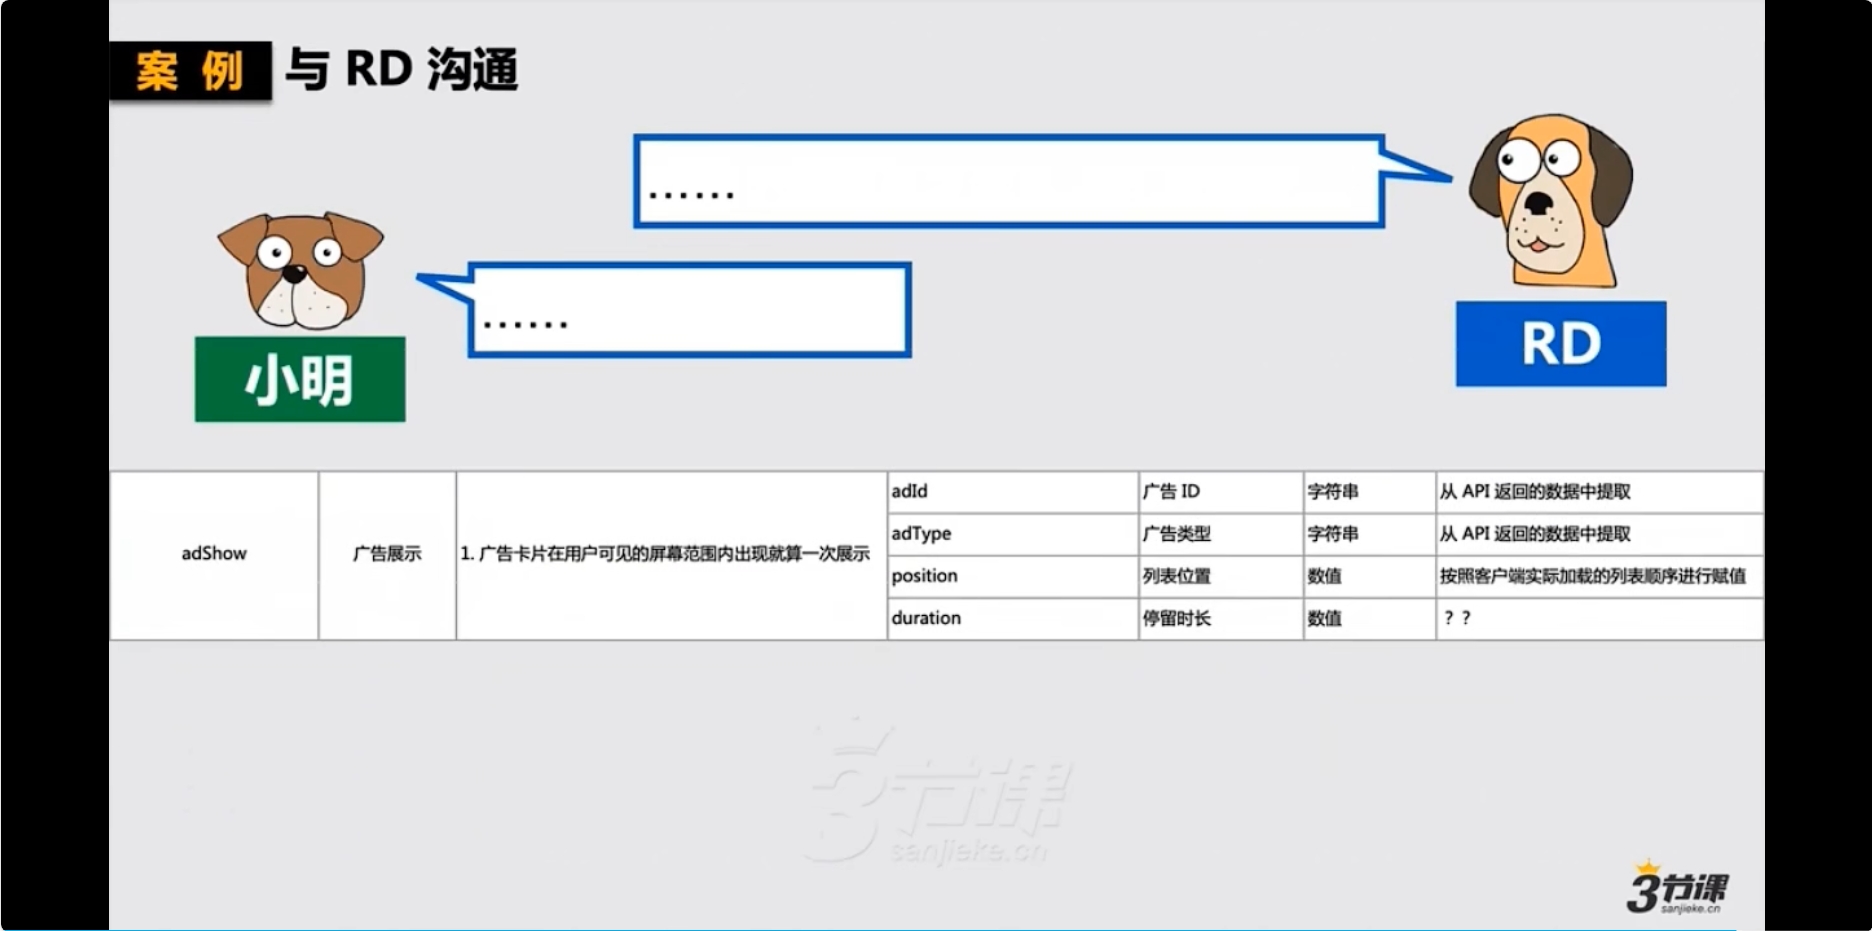 案 例 与 RD 沟通
......
......
小明
RD
adShow 广告展示 1. 广告卡片在用户可见的屏幕范围内出现就算一次展示
adId 广告 ID 字符串 从 API 返回的数据中提取
adType 广告类型 字符串 从 API 返回的数据中提取
position 列表位置 数值 按照客户端实际加载的列表顺序进行赋值
duration 停留时长 数值 ？？
3节课
sanjieke.cn
3节课
sanjieke.cn